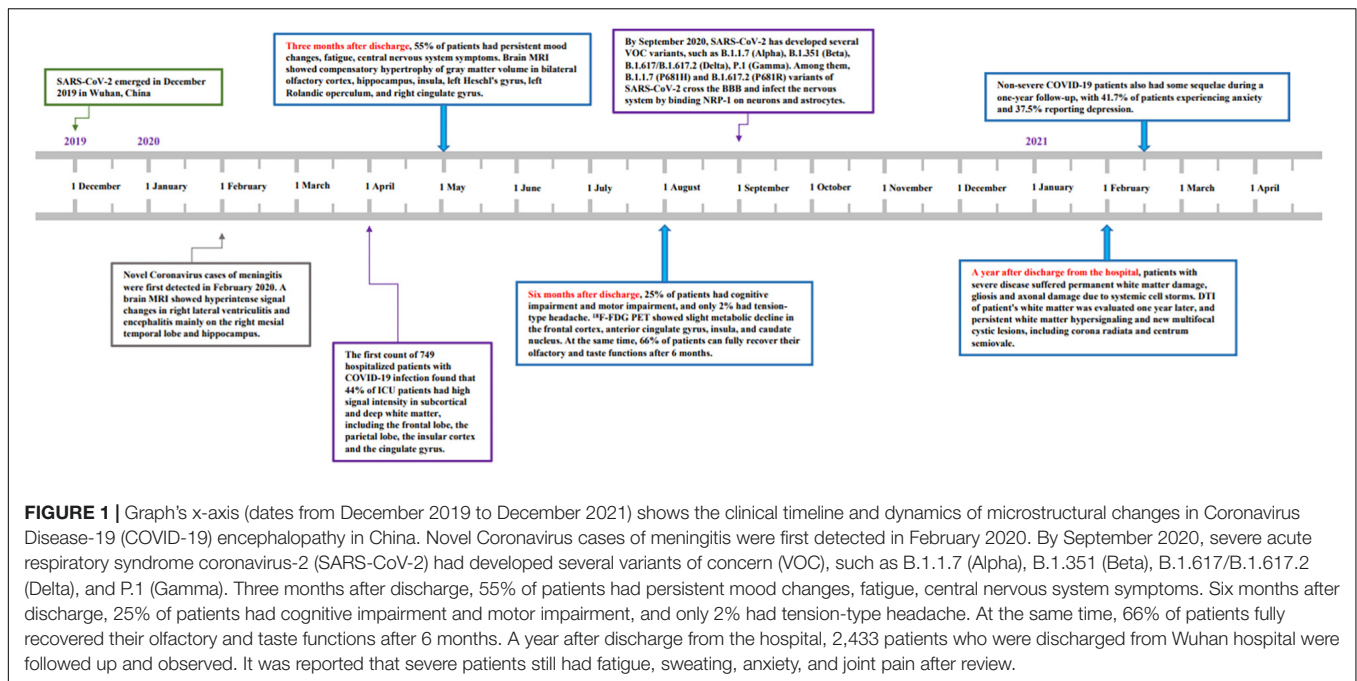 SARS-CoV-2 emerged in December
2019 in Wuhan, China
Three months after discharge, 55% of patients had persistent mood
changes, fatigue, central nervous system symptoms. Brain MRI
showed compensatory hypertrophy of gray matter volume in bilateral
olfactory cortex, hippocampus, insula, left Heschl's gyrus, left
Rolandic operculum, and right cingulate gyrus.
By September 2020, SARS-CoV-2 has developed several
VOC variants, such as B.1.1.7 (Alpha), B.1.351 (Beta),
B.1.617/B.1.617.2 (Delta), P.1 (Gamma). Among them,
B.1.1.7 (P681H) and B.1.617.2 (P681R) variants of
SARS-CoV-2 cross the BBB and infect the nervous
system by binding NRP-1 on neurons and astrocytes.
Non-severe COVID-19 patients also had some sequelae during a
one-year follow-up, with 41.7% of patients experiencing anxiety
and 37.5% reporting depression.
2019 2020 2021
1 December 1 January 1 February 1 March 1 April 1 May 1 June 1 July 1 August 1 September 1 October 1 November 1 December 1 January 1 February 1 March 1 April
Novel Coronavirus cases of meningitis
were first detected in February 2020. A
brain MRI showed hyperintense signal
changes in right lateral ventriculitis and
encephalitis mainly on the right mesial
temporal lobe and hippocampus.
The first count of 749
hospitalized patients with
COVID-19 infection found that
44% of ICU patients had high
signal intensity in subcortical
and deep white matter,
including the frontal lobe, the
parietal lobe, the insular cortex
and the cingulate gyrus.
Six months after discharge, 25% of patients had cognitive
impairment and motor impairment, and only 2% had tension-
type headache. ¹⁸F-FDG PET showed slight metabolic decline in
the frontal cortex, anterior cingulate gyrus, insula, and caudate
nucleus. At the same time, 66% of patients can fully recover their
olfactory and taste functions after 6 months.
A year after discharge from the hospital, patients with
severe disease suffered permanent white matter damage,
gliosis and axonal damage due to systemic cell storms. DTI
of patient's white matter was evaluated one year later, and
persistent white matter hypersignaling and new multifocal
cystic lesions, including corona radiata and centrum
semiovale.
FIGURE 1 | Graph's x-axis (dates from December 2019 to December 2021) shows the clinical timeline and dynamics of microstructural changes in Coronavirus
Disease-19 (COVID-19) encephalopathy in China. Novel Coronavirus cases of meningitis were first detected in February 2020. By September 2020, severe acute
respiratory syndrome coronavirus-2 (SARS-CoV-2) had developed several variants of concern (VOC), such as B.1.1.7 (Alpha), B.1.351 (Beta), B.1.617/B.1.617.2
(Delta), and P.1 (Gamma). Three months after discharge, 55% of patients had persistent mood changes, fatigue, central nervous system symptoms. Six months after
discharge, 25% of patients had cognitive impairment and motor impairment, and only 2% had tension-type headache. At the same time, 66% of patients fully
recovered their olfactory and taste functions after 6 months. A year after discharge from the hospital, 2,433 patients who were discharged from Wuhan hospital were
followed up and observed. It was reported that severe patients still had fatigue, sweating, anxiety, and joint pain after review.